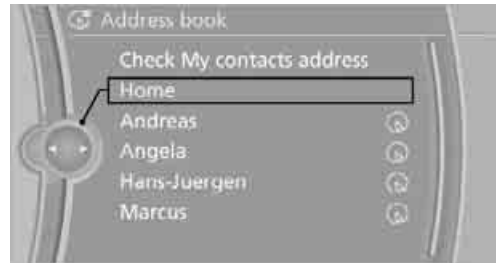 Address book
Check My contacts address
Home
Andreas
Angela
Hans-Juergen
Marcus